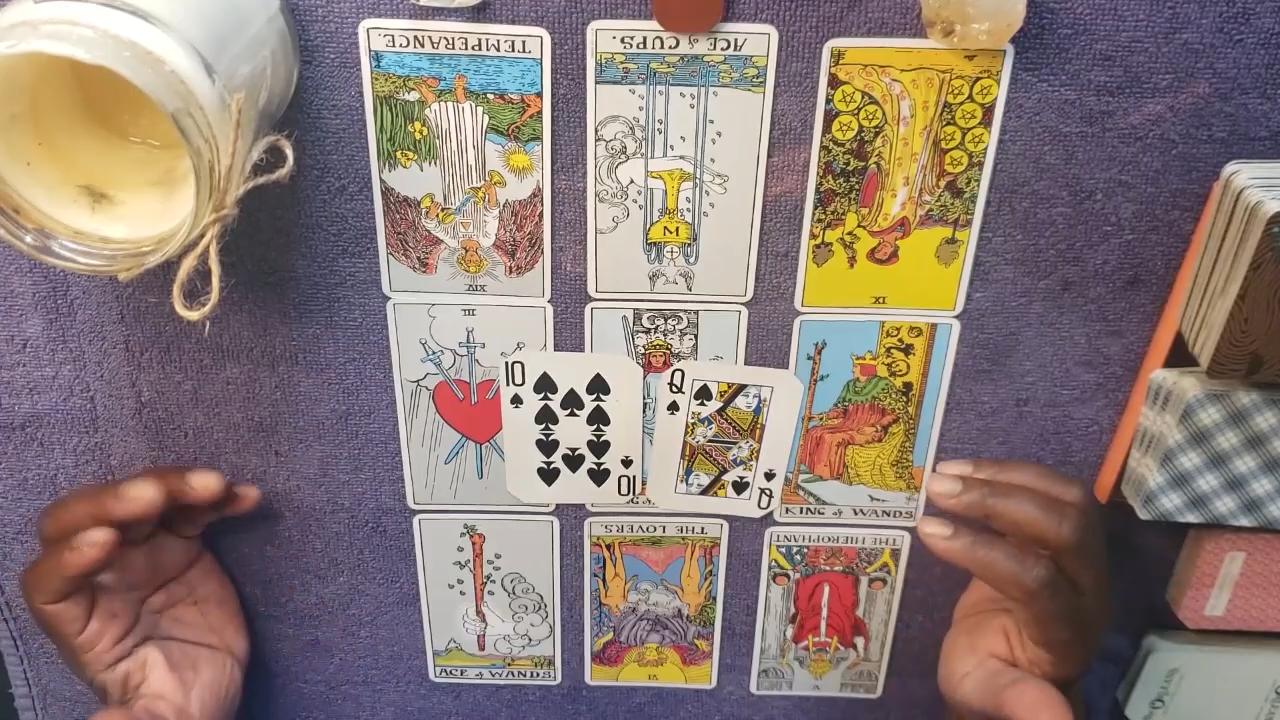 TEMPERANCE.
ACE of CUPS.
XIV
M
IX
III
10
10
Q
Q
KING of WANDS
ACE of WANDS.
THE LOVERS.
VI
THE HIEROPHANT
V